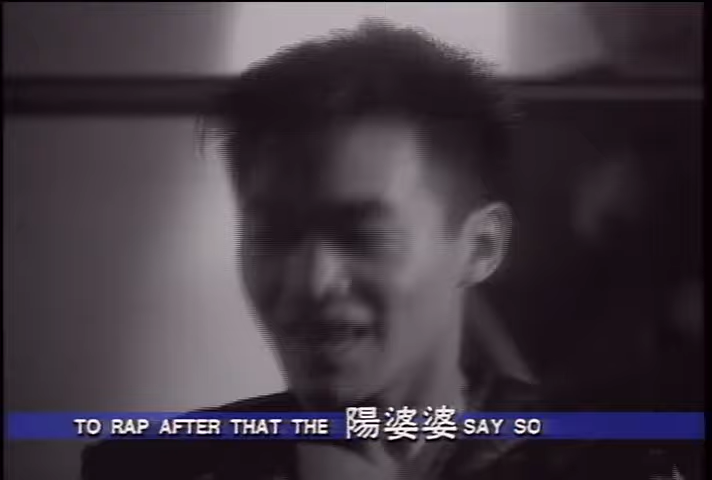 TO RAP AFTER THAT THE 陽婆婆 SAY SO